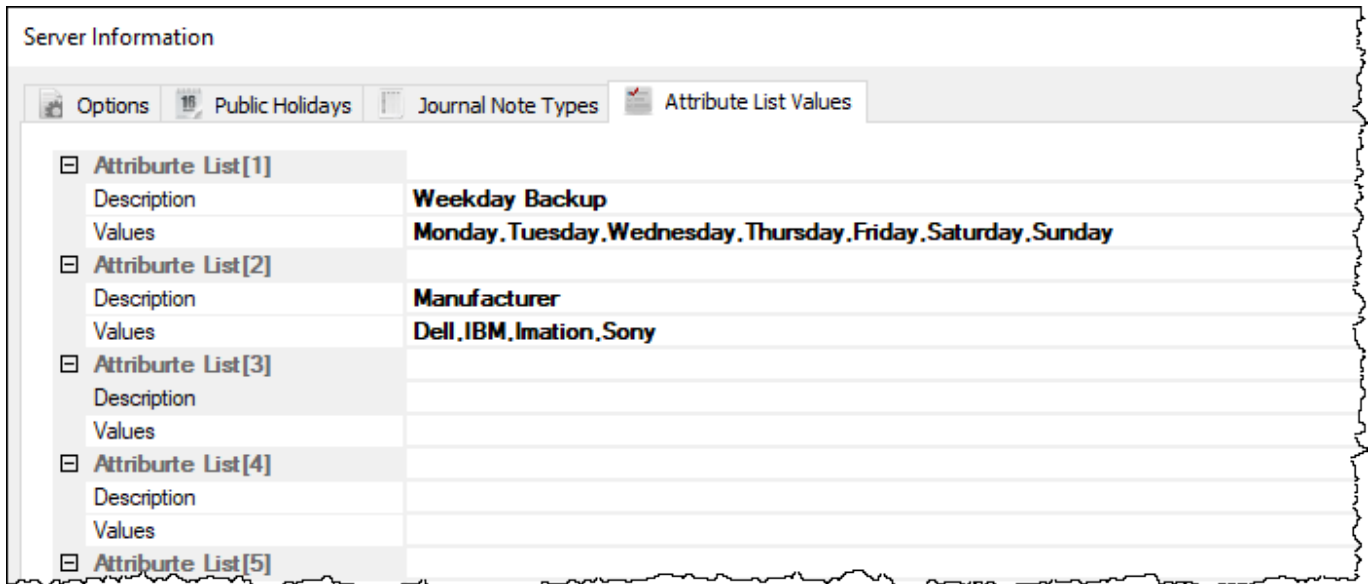 Server Information
Options Public Holidays Journal Note Types Attribute List Values
Attriburte List[1]
Description Weekday Backup
Values Monday,Tuesday,Wednesday,Thursday,Friday,Saturday,Sunday
Attriburte List[2]
Description Manufacturer
Values Dell,IBM,Imation,Sony
Attriburte List[3]
Description
Values
Attriburte List[4]
Description
Values
Attriburte List[5]